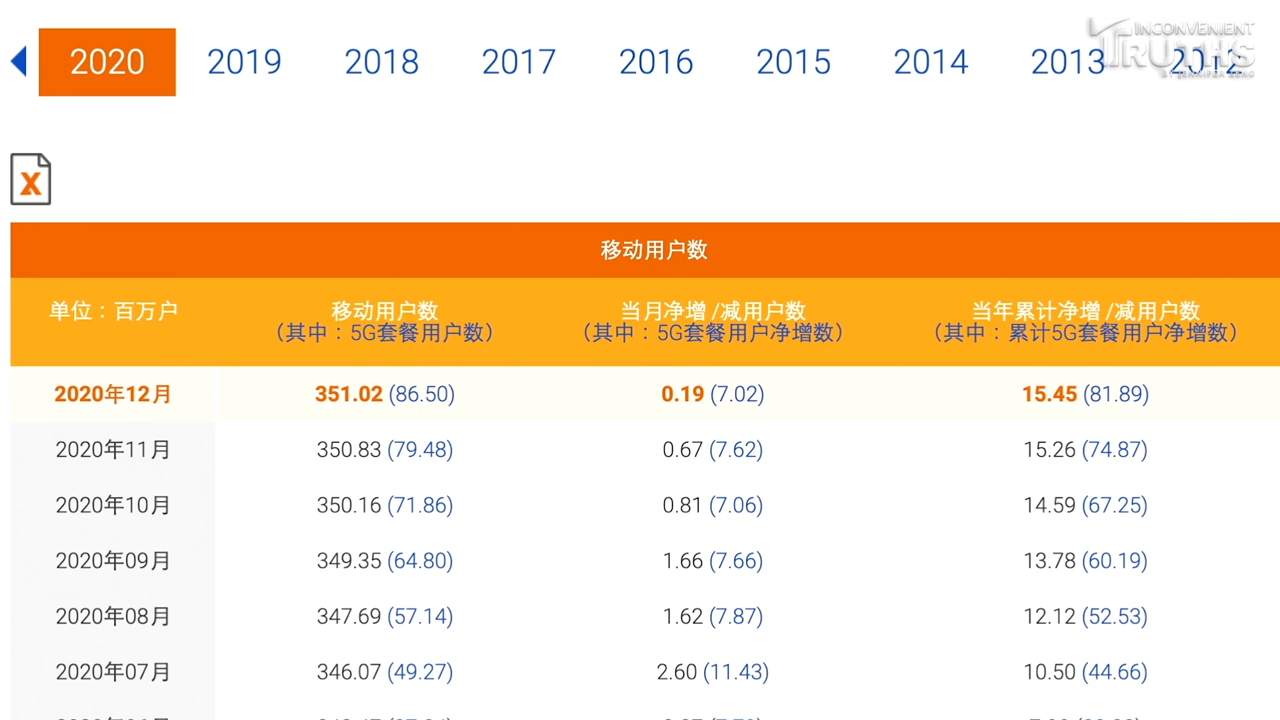 2020 2019 2018 2017 2016 2015 2014 2013 2012
INCONVENIENT
TRUTHS
BY JENNIFER ZENG
X
移动用户数
单位：百万户 移动用户数 当月净增/减用户数 当年累计净增/减用户数
（其中：5G套餐用户数） （其中：5G套餐用户净增数） （其中：累计5G套餐用户净增数）
2020年12月 351.02 (86.50) 0.19 (7.02) 15.45 (81.89)
2020年11月 350.83 (79.48) 0.67 (7.62) 15.26 (74.87)
2020年10月 350.16 (71.86) 0.81 (7.06) 14.59 (67.25)
2020年09月 349.35 (64.80) 1.66 (7.66) 13.78 (60.19)
2020年08月 347.69 (57.14) 1.62 (7.87) 12.12 (52.53)
2020年07月 346.07 (49.27) 2.60 (11.43) 10.50 (44.66)